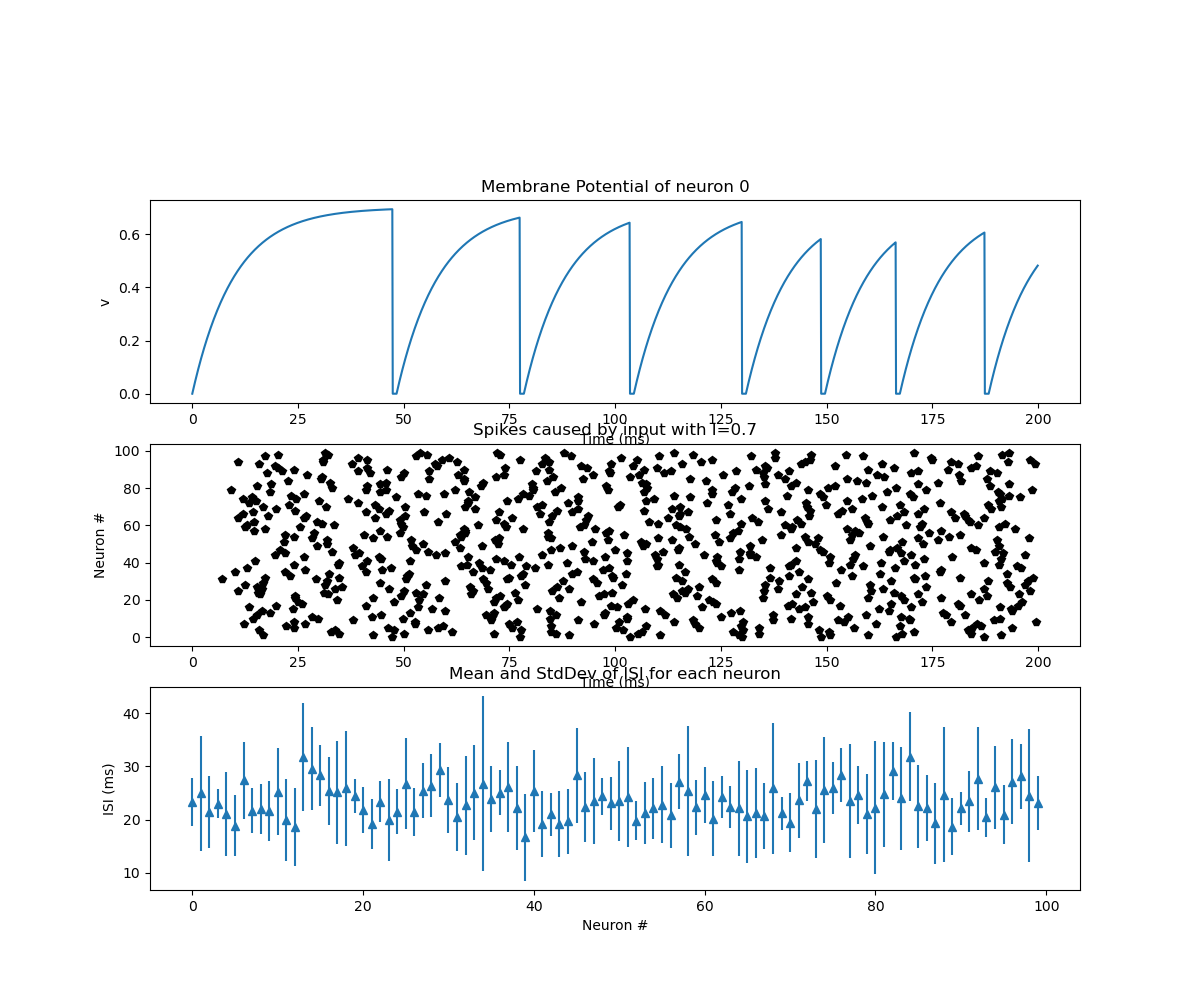 Membrane Potential of neuron 0
0.6
0.4
0.2
0.0
v
0 25 50 75 100 125 150 175 200
Time (ms)
Spikes caused by input with I=0.7
100
80
60
40
20
0
Neuron #
0 25 50 75 100 125 150 175 200
Time (ms)
Mean and StdDev of ISI for each neuron
40
30
20
10
ISI (ms)
0 20 40 60 80 100
Neuron #